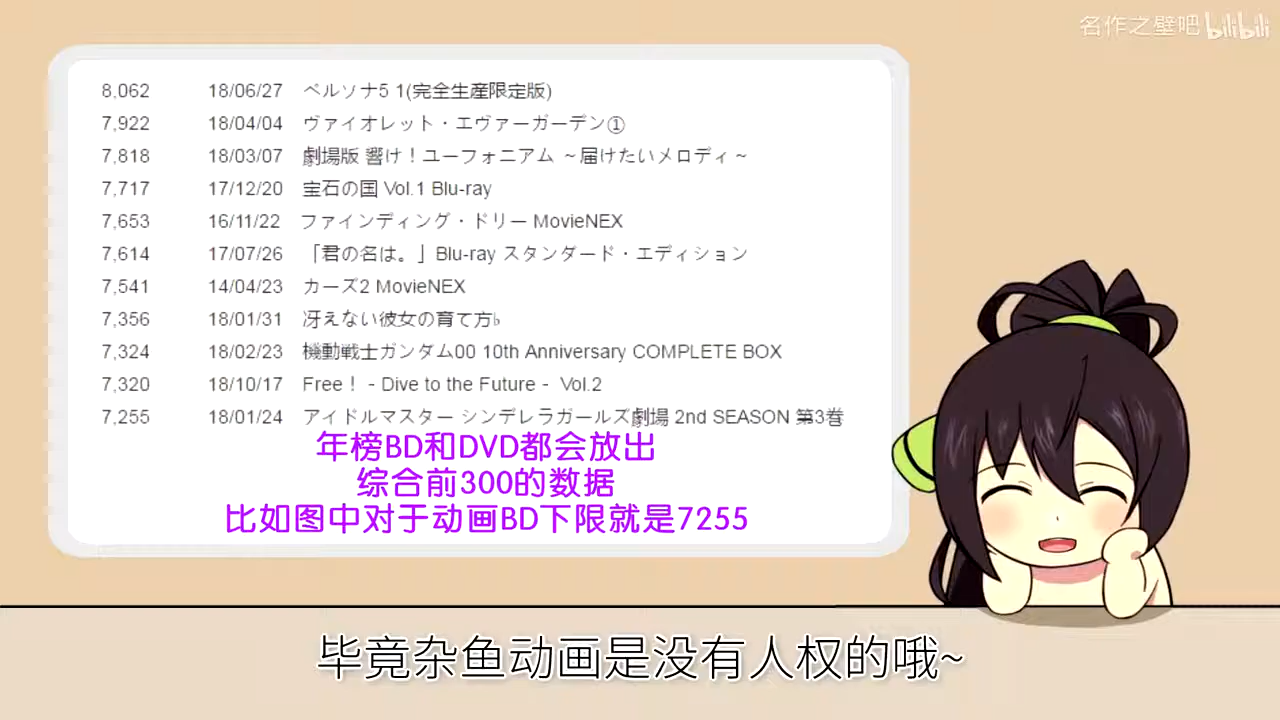 名作之壁吧 bilibili
8,062 18/06/27 ペルソナ5 1(完全生産限定版)
7,922 18/04/04 ヴァイオレット・エヴァーガーデン①
7,818 18/03/07 劇場版 響け！ユーフォニアム ～届けたいメロディ～
7,717 17/12/20 宝石の国 Vol.1 Blu-ray
7,653 16/11/22 ファインディング・ドリー MovieNEX
7,614 17/07/26 「君の名は。」Blu-ray スタンダード・エディション
7,541 14/04/23 カーズ2 MovieNEX
7,356 18/01/31 冴えない彼女の育て方♭
7,324 18/02/23 機動戦士ガンダム00 10th Anniversary COMPLETE BOX
7,320 18/10/17 Free！ - Dive to the Future - Vol.2
7,255 18/01/24 アイドルマスター シンデレラガールズ劇場 2nd SEASON 第3巻
年榜BD和DVD都会放出
综合前300的数据
比如图中对于动画BD下限就是7255
毕竟杂鱼动画是没有人权的哦~